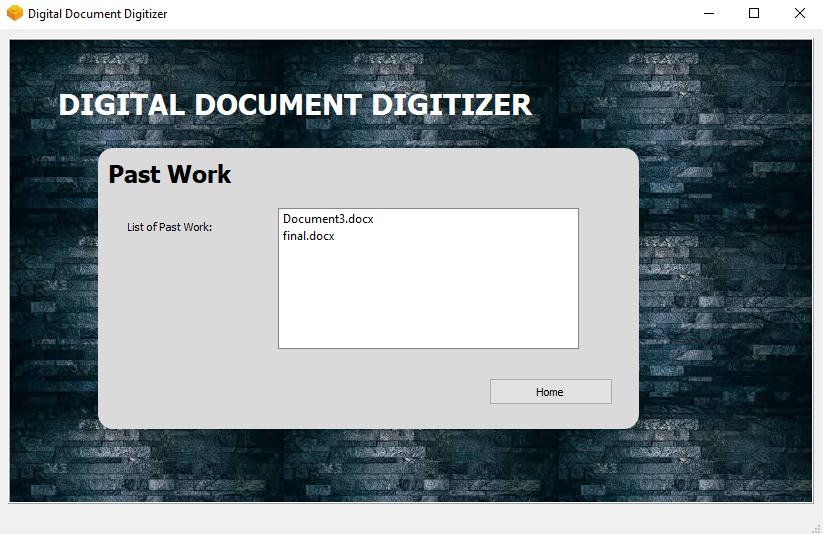 Digital Document Digitizer
DIGITAL DOCUMENT DIGITIZER
Past Work
List of Past Work:
Document3.docx
final.docx
Home